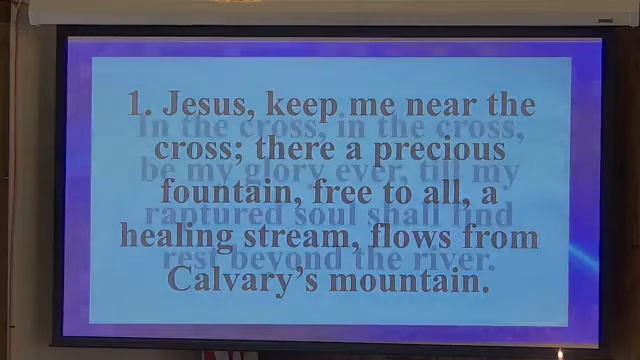 1. Jesus, keep me near the
In the cross, in the cross,
cross; there a precious
be my glory ever, till my
fountain, free to all, a
raptured soul shall find
healing stream, flows from
rest beyond the river.
Calvary's mountain.